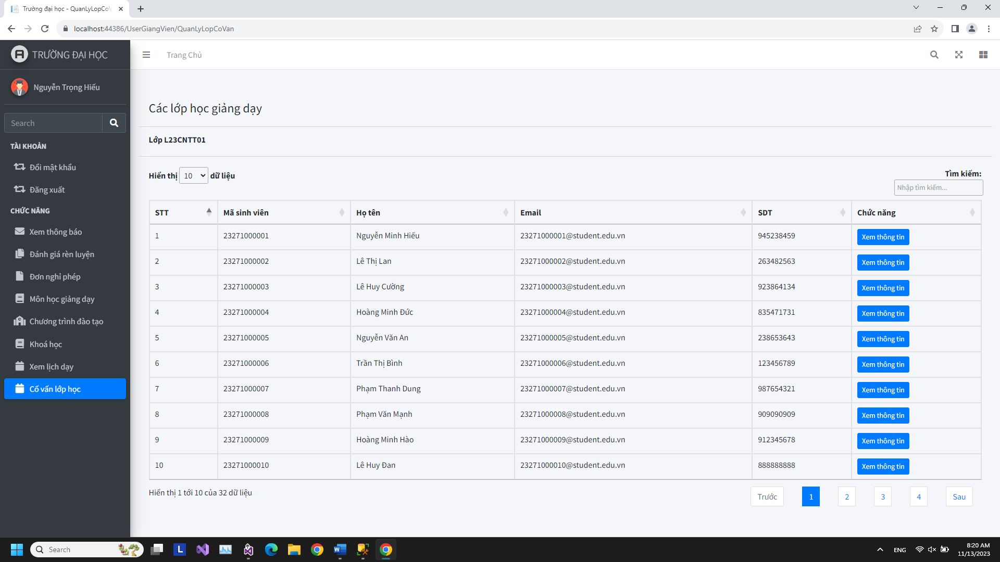 Trường đại học - QuanLyLopCoV
localhost:44386/UserGiangVien/QuanLyLopCoVan
TRƯỜNG ĐẠI HỌC
Trang Chủ
Nguyễn Trọng Hiếu
Search
TÀI KHOẢN
Đổi mật khẩu
Đăng xuất
CHỨC NĂNG
Xem thông báo
Đánh giá rèn luyện
Đơn nghỉ phép
Môn học giảng dạy
Chương trình đào tạo
Khoá học
Xem lịch dạy
Cố vấn lớp học
Các lớp học giảng dạy
Lớp L23CNTT01
Hiển thị 10 dữ liệu
Tìm kiếm:
Nhập tìm kiếm...
STT Mã sinh viên Họ tên Email SDT Chức năng
1 23271000001 Nguyễn Minh Hiếu 23271000001@student.edu.vn 945238459 Xem thông tin
2 23271000002 Lê Thị Lan 23271000002@student.edu.vn 263482563 Xem thông tin
3 23271000003 Lê Huy Cường 23271000003@student.edu.vn 923864134 Xem thông tin
4 23271000004 Hoàng Minh Đức 23271000004@student.edu.vn 835471731 Xem thông tin
5 23271000005 Nguyễn Văn An 23271000005@student.edu.vn 238653643 Xem thông tin
6 23271000006 Trần Thị Bình 23271000006@student.edu.vn 123456789 Xem thông tin
7 23271000007 Phạm Thanh Dung 23271000007@student.edu.vn 987654321 Xem thông tin
8 23271000008 Phạm Văn Mạnh 23271000008@student.edu.vn 909090909 Xem thông tin
9 23271000009 Hoàng Minh Hào 23271000009@student.edu.vn 912345678 Xem thông tin
10 23271000010 Lê Huy Đan 23271000010@student.edu.vn 888888888 Xem thông tin
Hiển thị 1 tới 10 của 32 dữ liệu
Trước 1 2 3 4 Sau
Search
L
W
ENG
8:20 AM
11/13/2023